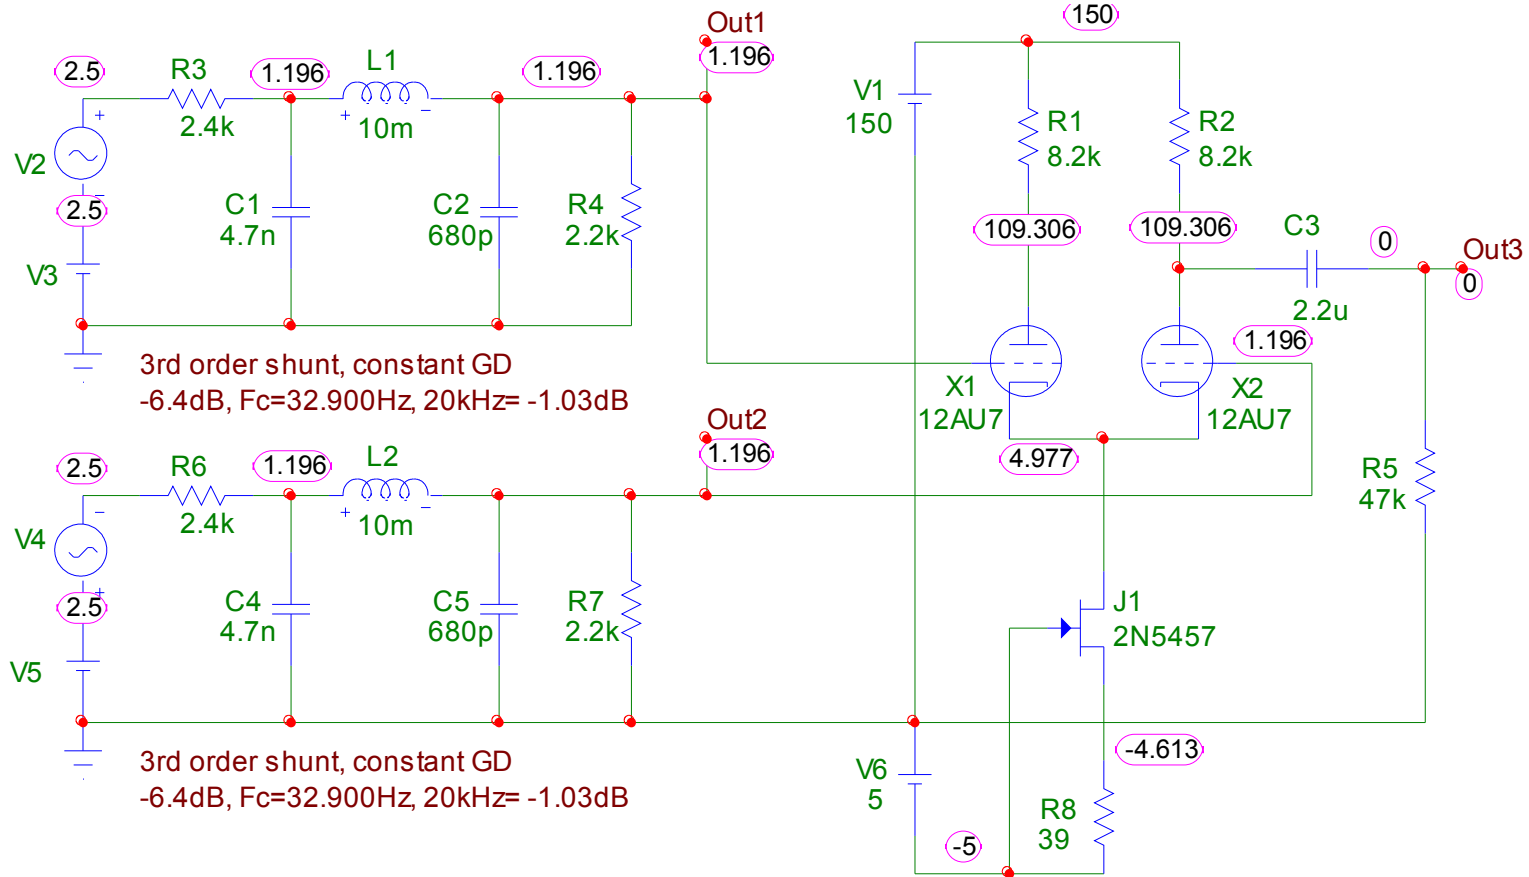 Out1
150
2.5
R3
1.196
L1
1.196
1.196
V1
150
2.4k
10m
R1
8.2k
R2
8.2k
+
+
−
V2
−
2.5
C1
4.7n
C2
680p
R4
2.2k
109.306
109.306
C3
0
Out3
0
V3
2.2u
1.196
3rd order shunt, constant GD
-6.4dB, Fc=32.900Hz, 20kHz= -1.03dB
X1
12AU7
X2
12AU7
Out2
1.196
2.5
R6
1.196
L2
4.977
R5
47k
2.4k
10m
−
+
−
V4
+
2.5
C4
4.7n
C5
680p
R7
2.2k
J1
2N5457
V5
3rd order shunt, constant GD
-6.4dB, Fc=32.900Hz, 20kHz= -1.03dB
-4.613
V6
5
R8
39
-5